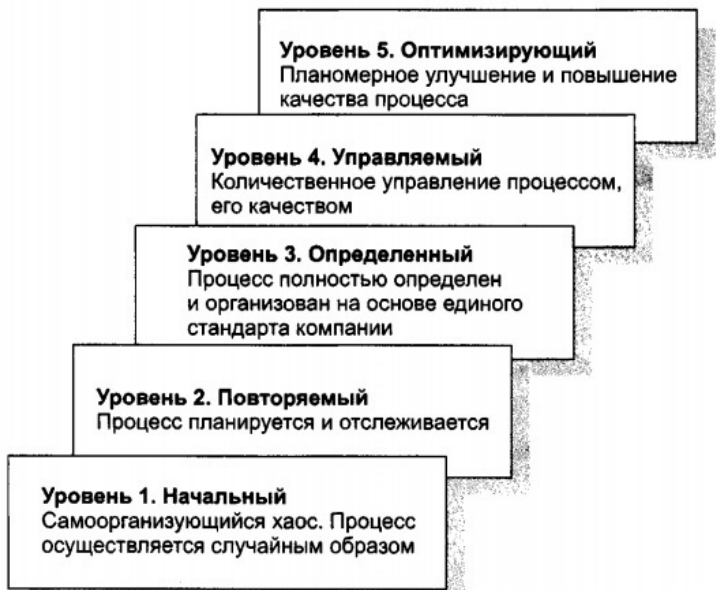 Уровень 5. Оптимизирующий
Планомерное улучшение и повышение
качества процесса
Уровень 4. Управляемый
Количественное управление процессом,
его качеством
Уровень 3. Определенный
Процесс полностью определен
и организован на основе единого
стандарта компании
Уровень 2. Повторяемый
Процесс планируется и отслеживается
Уровень 1. Начальный
Самоорганизующийся хаос. Процесс
осуществляется случайным образом